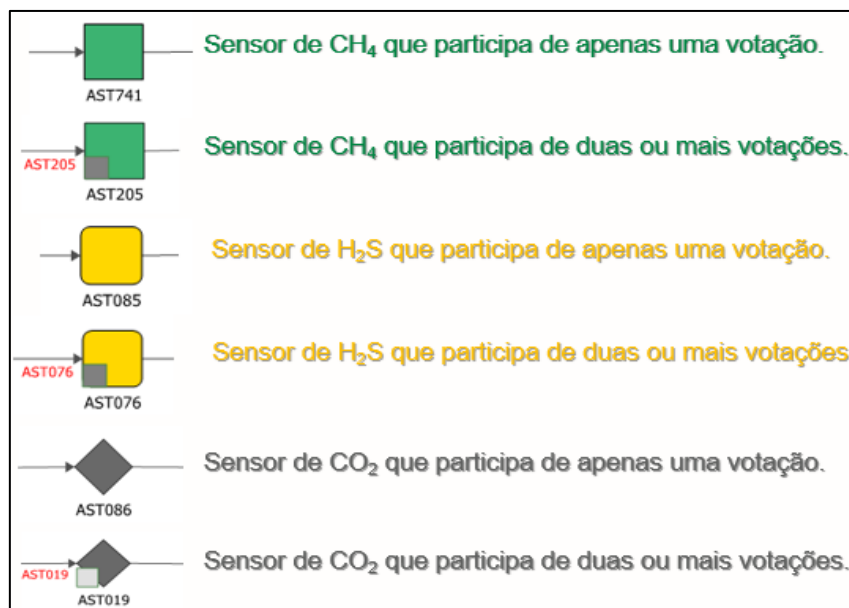 Sensor de CH₄ que participa de apenas uma votação.
AST741
Sensor de CH₄ que participa de duas ou mais votações.
AST205
AST205
Sensor de H₂S que participa de apenas uma votação.
AST085
Sensor de H₂S que participa de duas ou mais votações
AST076
AST076
Sensor de CO₂ que participa de apenas uma votação.
AST086
Sensor de CO₂ que participa de duas ou mais votações.
AST019
AST019